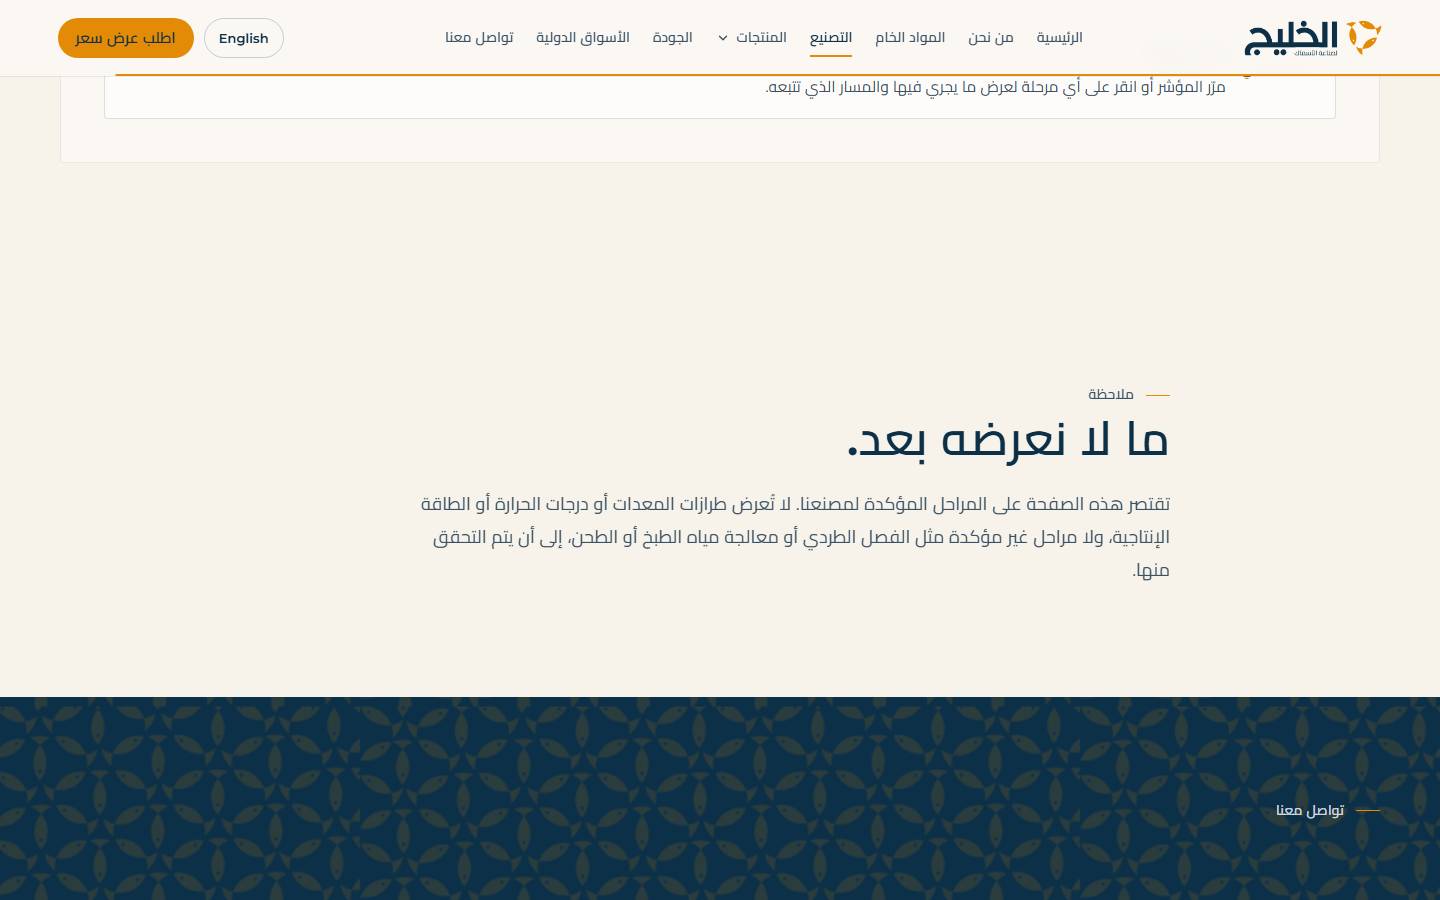 الخليج
لصناعة الأسماك
الرئيسية
من نحن
المواد الخام
التصنيع
المنتجات
الجودة
الأسواق الدولية
تواصل معنا
English
اطلب عرض سعر
مرّر المؤشر أو انقر على أي مرحلة لعرض ما يجري فيها والمسار الذي تتبعه.
ملاحظة
ما لا نعرضه بعد.
تقتصر هذه الصفحة على المراحل المؤكدة لمصنعنا. لا تُعرض طرازات المعدات أو درجات الحرارة أو الطاقة
الإنتاجية، ولا مراحل غير مؤكدة مثل الفصل الطردي أو معالجة مياه الطبخ أو الطحن، إلى أن يتم التحقق
منها.
تواصل معنا